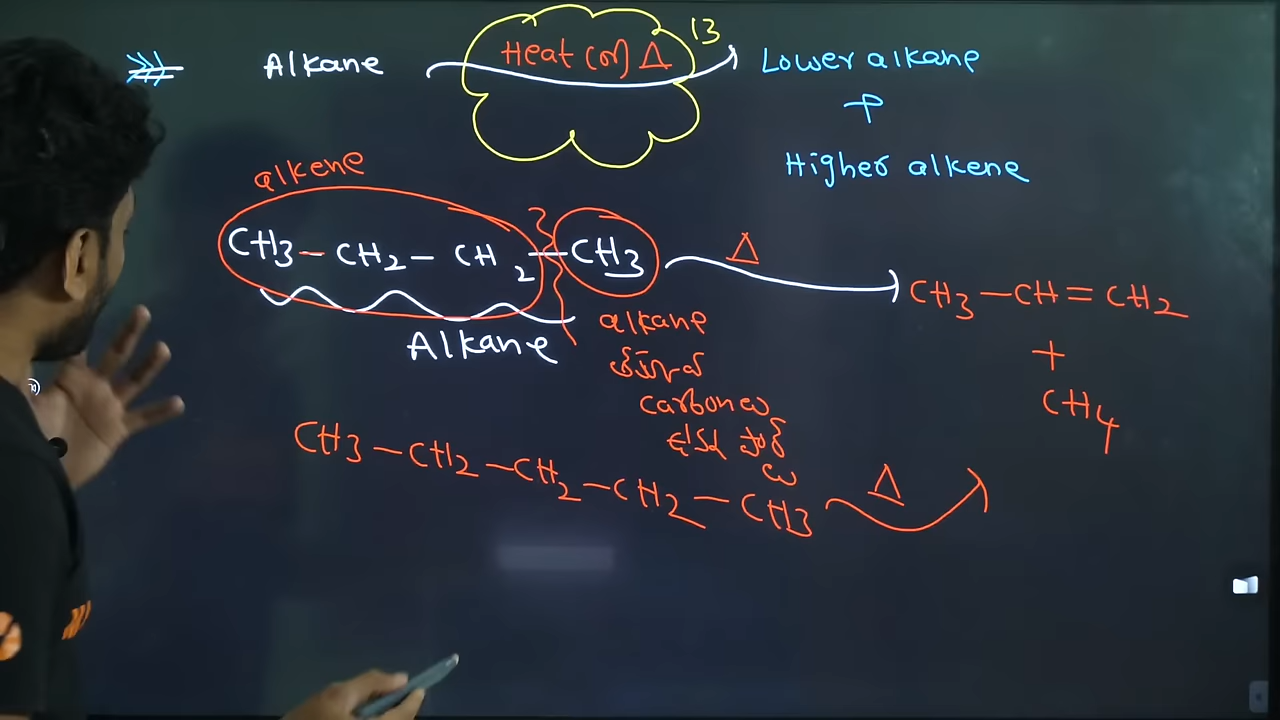 Alkane Heat (or) Δ 13 Lower alkane
+
Higher alkene
alkene
CH3 — CH2 — CH2 — CH3 Δ CH3 — CH = CH2
+
CH4
Alkane
alkane
carbon
CH3 — CH2 — CH2 — CH2 — CH3 Δ